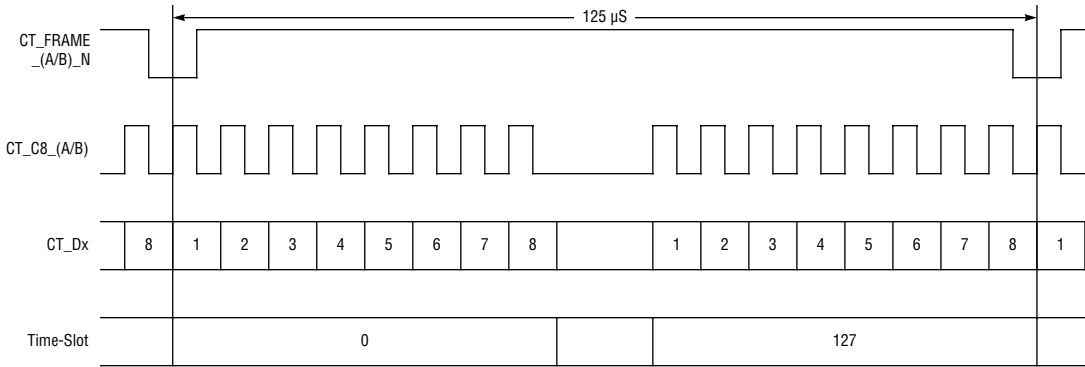 125 µS
CT_FRAME
_(A/B)_N
CT_C8_(A/B)
CT_Dx 8 1 2 3 4 5 6 7 8 1 2 3 4 5 6 7 8 1
Time-Slot 0 127